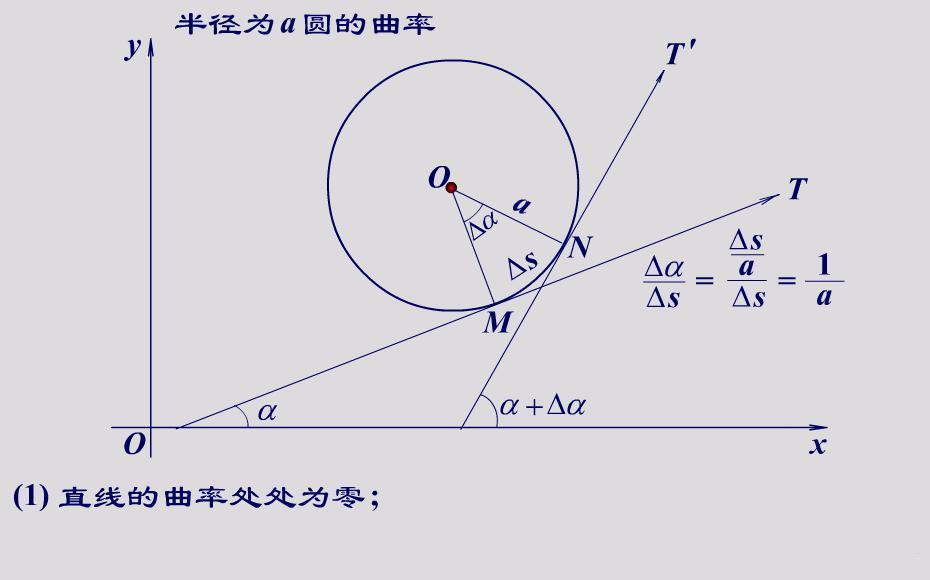 半径为a圆的曲率
y
T′
O
a
T
Δα
N
Δs
Δα/Δs = (Δs/a)/Δs = 1/a
M
α
α+Δα
O
x
(1) 直线的曲率处处为零;